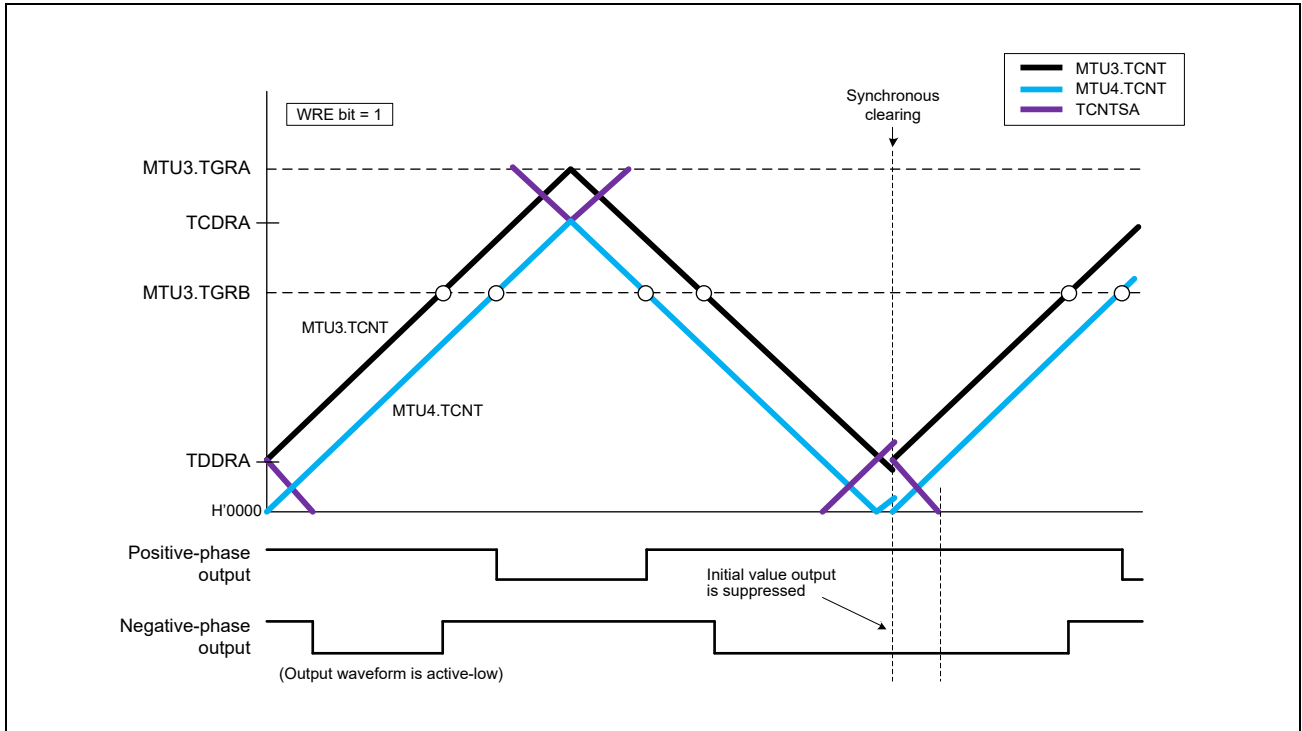 MTU3.TCNT
MTU4.TCNT
TCNTSA
Synchronous
clearing
WRE bit = 1
MTU3.TGRA
TCDRA
MTU3.TGRB
MTU3.TCNT
MTU4.TCNT
TDDRA
H'0000
Positive-phase
output
Initial value output
is suppressed
Negative-phase
output
(Output waveform is active-low)